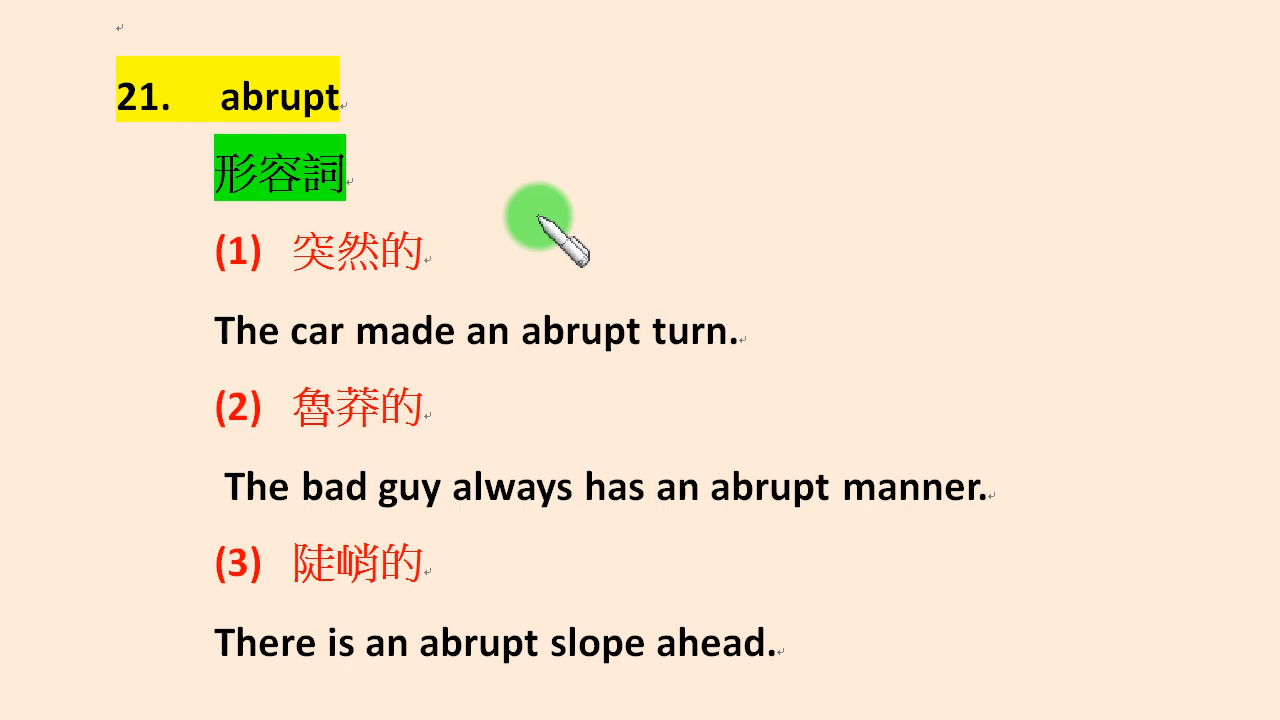 21. abrupt
形容詞
(1) 突然的
The car made an abrupt turn.
(2) 魯莽的
The bad guy always has an abrupt manner.
(3) 陡峭的
There is an abrupt slope ahead.